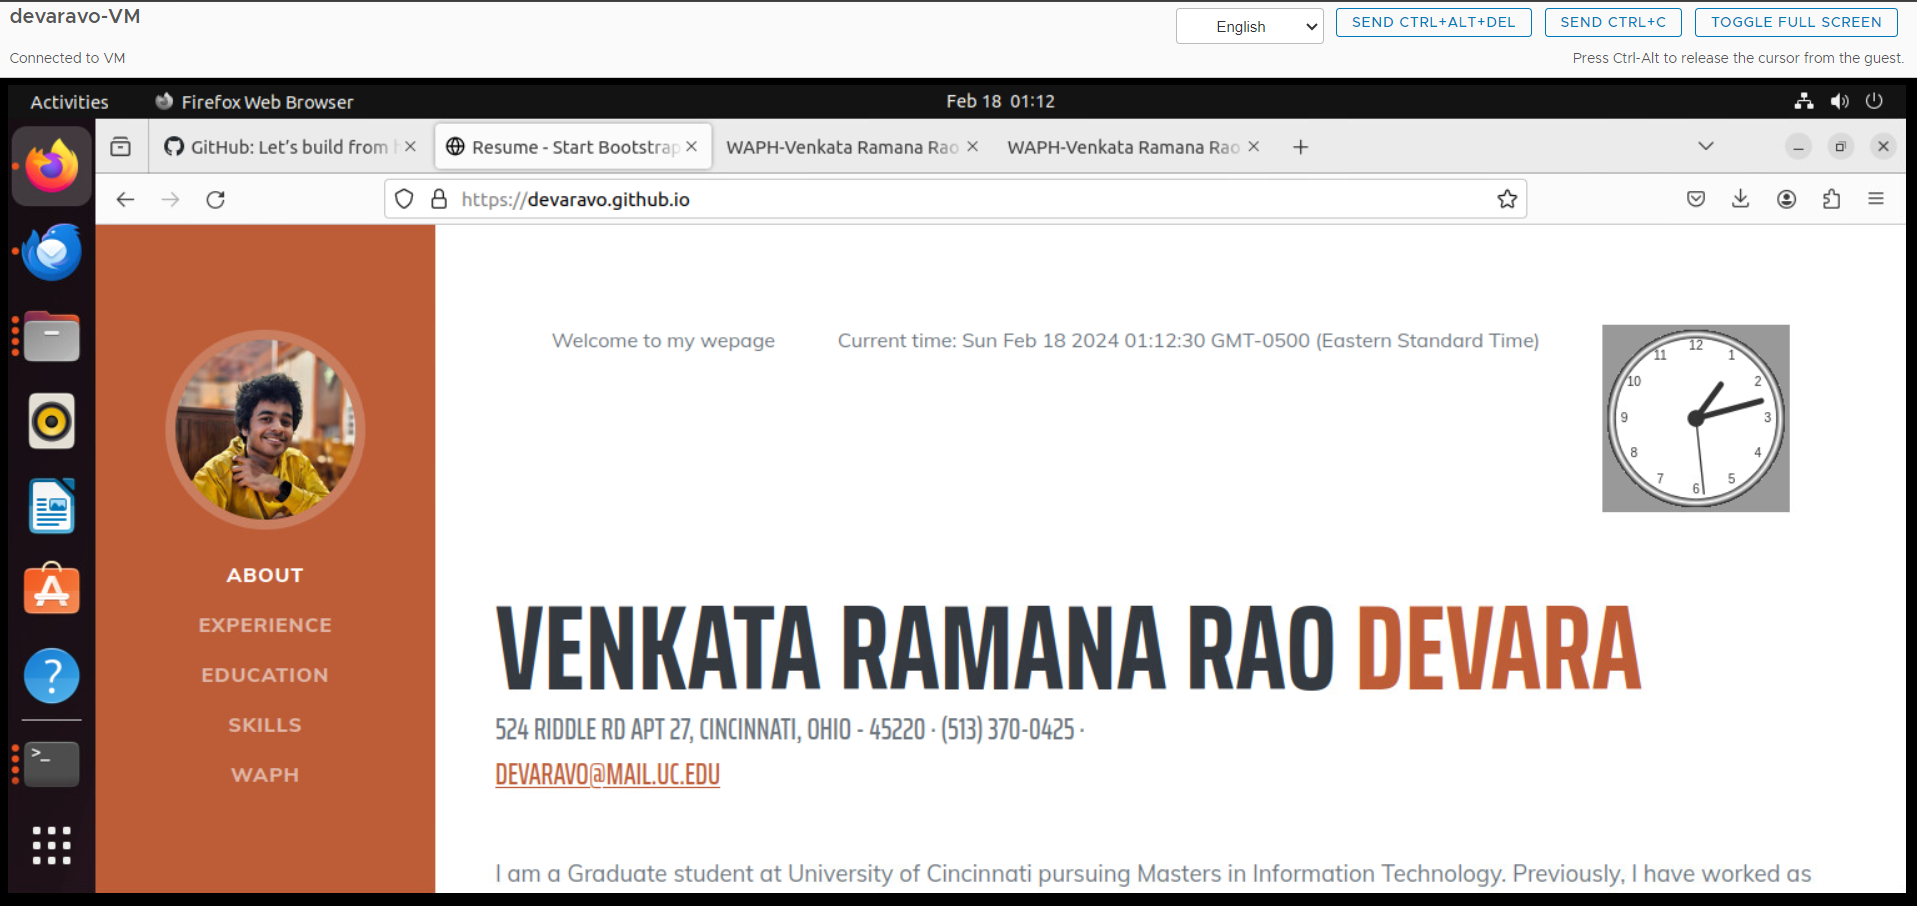 devaravo-VM
English
SEND CTRL+ALT+DEL
SEND CTRL+C
TOGGLE FULL SCREEN
Connected to VM
Press Ctrl-Alt to release the cursor from the guest.
Activities
Firefox Web Browser
Feb 18 01:12
GitHub: Let's build from h
Resume - Start Bootstrap
WAPH-Venkata Ramana Rao
WAPH-Venkata Ramana Rao
https://devaravo.github.io
Welcome to my wepage
Current time: Sun Feb 18 2024 01:12:30 GMT-0500 (Eastern Standard Time)
12
1
2
3
4
5
6
7
8
9
10
11
ABOUT
EXPERIENCE
EDUCATION
SKILLS
WAPH
VENKATA RAMANA RAO DEVARA
524 RIDDLE RD APT 27, CINCINNATI, OHIO - 45220 · (513) 370-0425 ·
DEVARAVO@MAIL.UC.EDU
I am a Graduate student at University of Cincinnati pursuing Masters in Information Technology. Previously, I have worked as